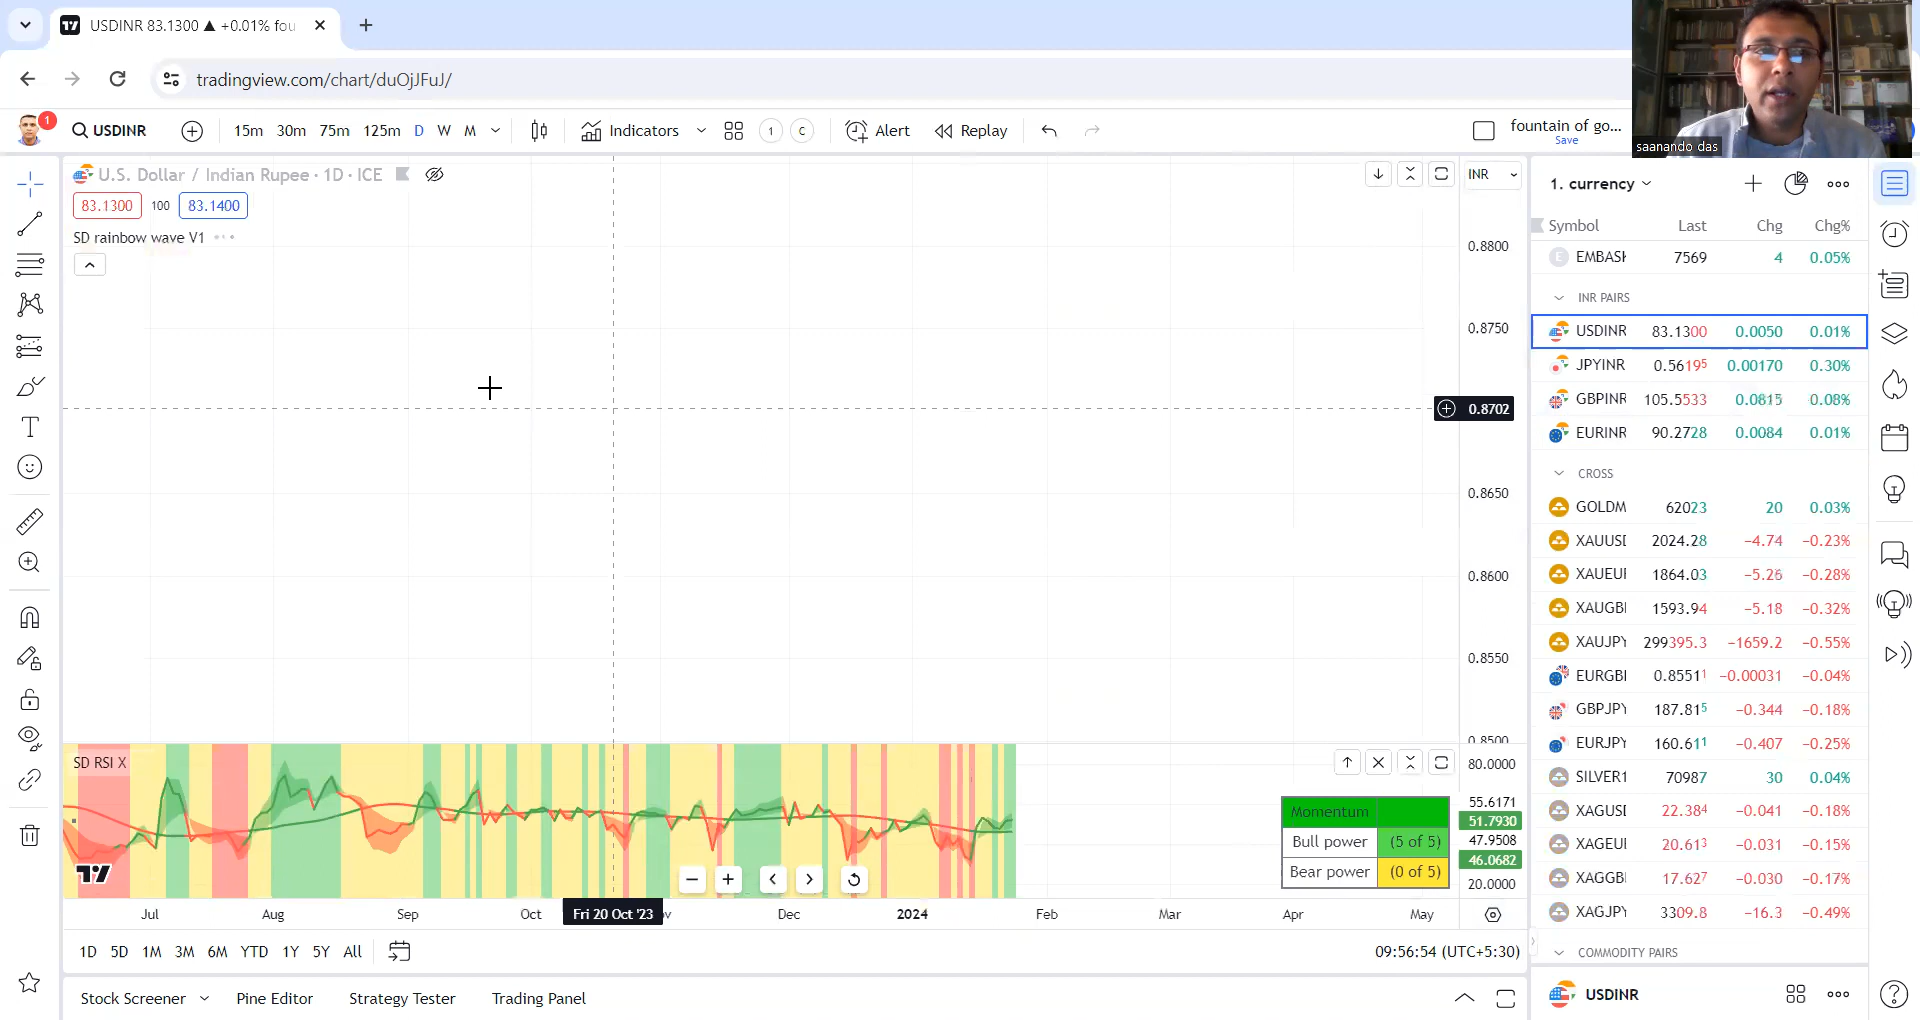 USDINR 83.1300 ▲ +0.01% fou
tradingview.com/chart/duOjJFuJ/
saanando das
1
USDINR
15m 30m 75m 125m D W M
Indicators
1 C
Alert
Replay
fountain of go...
Save
U.S. Dollar / Indian Rupee · 1D · ICE
INR
83.1300 100 83.1400
SD rainbow wave V1
0.8800
0.8750
0.8702
0.8650
0.8600
0.8550
0.8500
SD RSI X
80.0000
55.6171
51.7930
47.9508
46.0682
20.0000
Momentum
Bull power (5 of 5)
Bear power (0 of 5)
Jul Aug Sep Oct Fri 20 Oct '23 Dec 2024 Feb Mar Apr May
1D 5D 1M 3M 6M YTD 1Y 5Y All
09:56:54 (UTC+5:30)
Stock Screener Pine Editor Strategy Tester Trading Panel
1. currency
Symbol Last Chg Chg%
EMBASI 7569 4 0.05%
INR PAIRS
USDINR 83.1300 0.0050 0.01%
JPYINR 0.56195 0.00170 0.30%
GBPINR 105.5533 0.0815 0.08%
EURINR 90.2728 0.0084 0.01%
CROSS
GOLDM 62023 20 0.03%
XAUUS 2024.28 −4.74 −0.23%
XAUEU 1864.03 −5.26 −0.28%
XAUGB 1593.94 −5.18 −0.32%
XAUJPY 299395.3 −1659.2 −0.55%
EURGB 0.85511 −0.00031 −0.04%
GBPJPY 187.815 −0.344 −0.18%
EURJPY 160.611 −0.407 −0.25%
SILVER1 70987 30 0.04%
XAGUS 22.384 −0.041 −0.18%
XAGEU 20.613 −0.031 −0.15%
XAGGB 17.627 −0.030 −0.17%
XAGJPY 3309.8 −16.3 −0.49%
COMMODITY PAIRS
USDINR